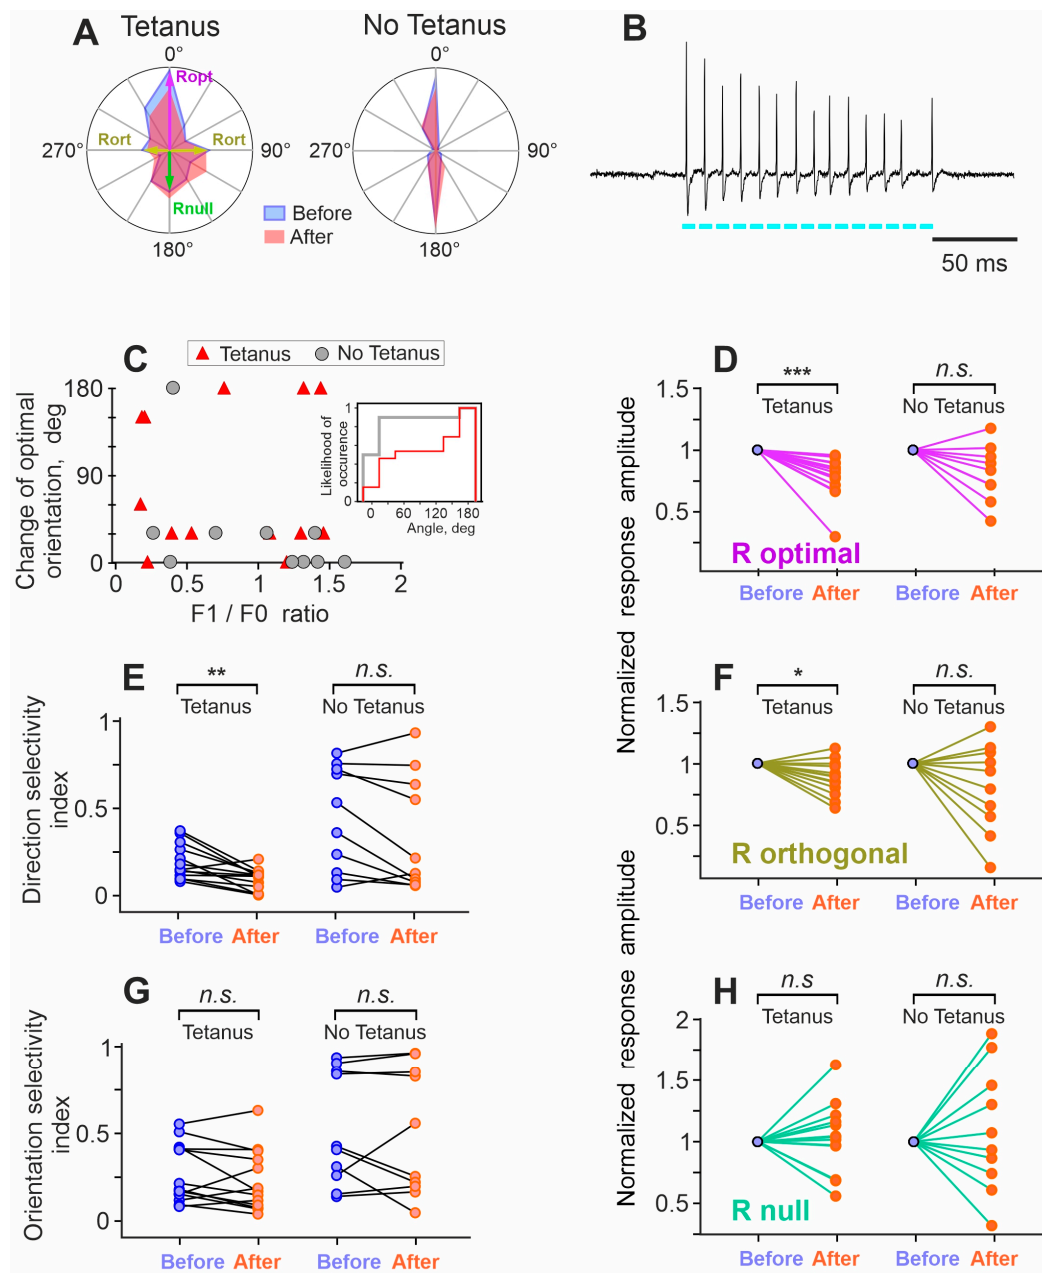 A
Tetanus
No Tetanus
0°
0°
Ropt
Rort
Rort
270°
90°
270°
90°
Rnull
Before
After
180°
180°
B
50 ms
C
Tetanus
No Tetanus
Change of optimal
orientation, deg
180
90
0
0
0.5
1
1.5
2
F1 / F0 ratio
Likelihood of
occurrence
1
0
0
60
120
180
Angle, deg
Normalized response amplitude
D
***
n.s.
Tetanus
No Tetanus
1.5
1
0.5
R optimal
Before
After
Before
After
E
**
n.s.
Tetanus
No Tetanus
Direction selectivity
index
1
0.5
0
Before
After
Before
After
F
*
n.s.
Tetanus
No Tetanus
1.5
1
0.5
R orthogonal
Before
After
Before
After
G
n.s.
n.s.
Tetanus
No Tetanus
Orientation selectivity
index
1
0.5
0
Before
After
Before
After
Normalized response amplitude
H
n.s
n.s.
Tetanus
No Tetanus
2
1.5
1
0.5
R null
Before
After
Before
After